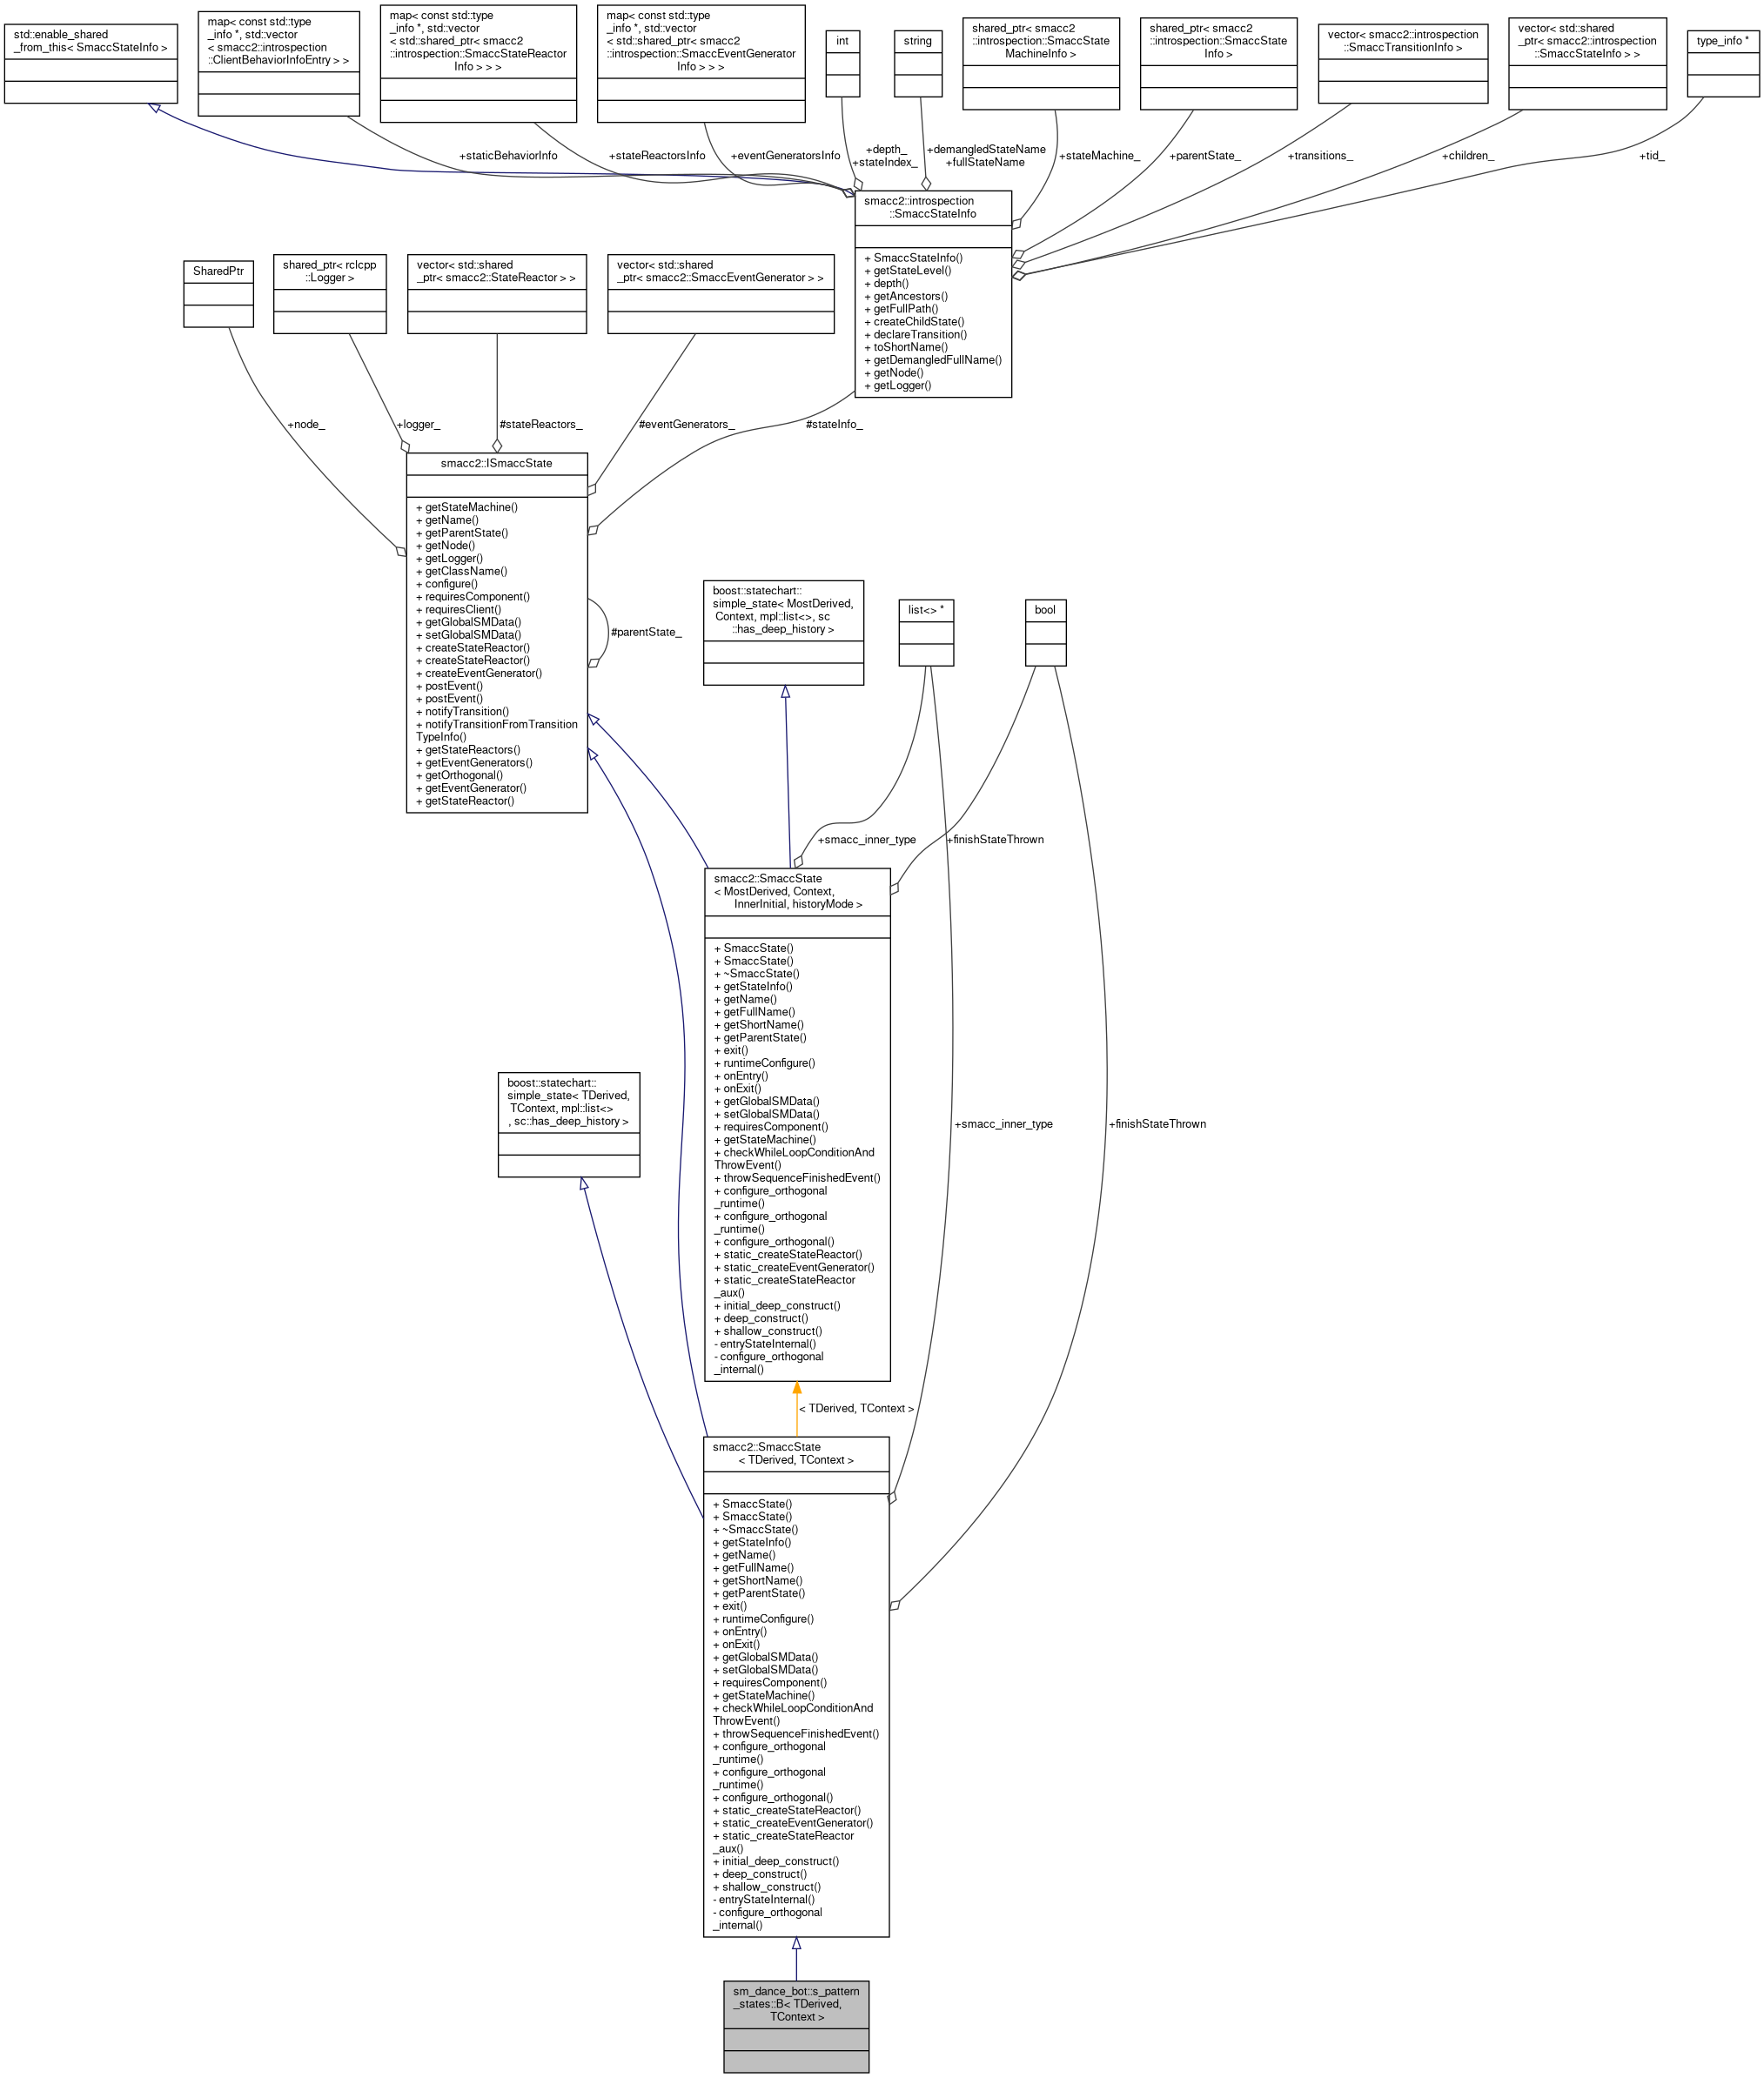 std::enable_shared
_from_this< SmaccStateInfo >
map< const std::type
_info *, std::vector
< smacc2::introspection
::ClientBehaviorInfoEntry > >
map< const std::type
_info *, std::vector
< std::shared_ptr< smacc2
::introspection::SmaccStateReactor
Info > > >
map< const std::type
_info *, std::vector
< std::shared_ptr< smacc2
::introspection::SmaccEventGenerator
Info > > >
int
string
shared_ptr< smacc2
::introspection::SmaccState
MachineInfo >
shared_ptr< smacc2
::introspection::SmaccState
Info >
vector< smacc2::introspection
::SmaccTransitionInfo >
vector< std::shared
_ptr< smacc2::introspection
::SmaccStateInfo > >
type_info *
+staticBehaviorInfo
+stateReactorsInfo
+eventGeneratorsInfo
+depth_
+stateIndex_
+demangledStateName
+fullStateName
+stateMachine_
+parentState_
+transitions_
+children_
+tid_
smacc2::introspection
::SmaccStateInfo
+ SmaccStateInfo()
+ getStateLevel()
+ depth()
+ getAncestors()
+ getFullPath()
+ createChildState()
+ declareTransition()
+ toShortName()
+ getDemangledFullName()
+ getNode()
+ getLogger()
SharedPtr
shared_ptr< rclcpp
::Logger >
vector< std::shared
_ptr< smacc2::StateReactor > >
vector< std::shared
_ptr< smacc2::SmaccEventGenerator > >
+node_
+logger_
#stateReactors_
#eventGenerators_
#stateInfo_
smacc2::ISmaccState
+ getStateMachine()
+ getName()
+ getParentState()
+ getNode()
+ getLogger()
+ getClassName()
+ configure()
+ requiresComponent()
+ requiresClient()
+ getGlobalSMData()
+ setGlobalSMData()
+ createStateReactor()
+ createStateReactor()
+ createEventGenerator()
+ postEvent()
+ postEvent()
+ notifyTransition()
+ notifyTransitionFromTransition
TypeInfo()
+ getStateReactors()
+ getEventGenerators()
+ getOrthogonal()
+ getEventGenerator()
+ getStateReactor()
#parentState_
boost::statechart::
simple_state< MostDerived,
Context, mpl::list<>, sc
::has_deep_history >
list<> *
bool
+smacc_inner_type
+finishStateThrown
smacc2::SmaccState
< MostDerived, Context,
InnerInitial, historyMode >
+ SmaccState()
+ SmaccState()
+ ~SmaccState()
+ getStateInfo()
+ getName()
+ getFullName()
+ getShortName()
+ getParentState()
+ exit()
+ runtimeConfigure()
+ onEntry()
+ onExit()
+ getGlobalSMData()
+ setGlobalSMData()
+ requiresComponent()
+ getStateMachine()
+ checkWhileLoopConditionAnd
ThrowEvent()
+ throwSequenceFinishedEvent()
+ configure_orthogonal
_runtime()
+ configure_orthogonal
_runtime()
+ configure_orthogonal()
+ static_createStateReactor()
+ static_createEventGenerator()
+ static_createStateReactor
_aux()
+ initial_deep_construct()
+ deep_construct()
+ shallow_construct()
- entryStateInternal()
- configure_orthogonal
_internal()
boost::statechart::
simple_state< TDerived,
TContext, mpl::list<>
, sc::has_deep_history >
+smacc_inner_type
+finishStateThrown
< TDerived, TContext >
smacc2::SmaccState
< TDerived, TContext >
+ SmaccState()
+ SmaccState()
+ ~SmaccState()
+ getStateInfo()
+ getName()
+ getFullName()
+ getShortName()
+ getParentState()
+ exit()
+ runtimeConfigure()
+ onEntry()
+ onExit()
+ getGlobalSMData()
+ setGlobalSMData()
+ requiresComponent()
+ getStateMachine()
+ checkWhileLoopConditionAnd
ThrowEvent()
+ throwSequenceFinishedEvent()
+ configure_orthogonal
_runtime()
+ configure_orthogonal
_runtime()
+ configure_orthogonal()
+ static_createStateReactor()
+ static_createEventGenerator()
+ static_createStateReactor
_aux()
+ initial_deep_construct()
+ deep_construct()
+ shallow_construct()
- entryStateInternal()
- configure_orthogonal
_internal()
sm_dance_bot::s_pattern
_states::B< TDerived,
TContext >